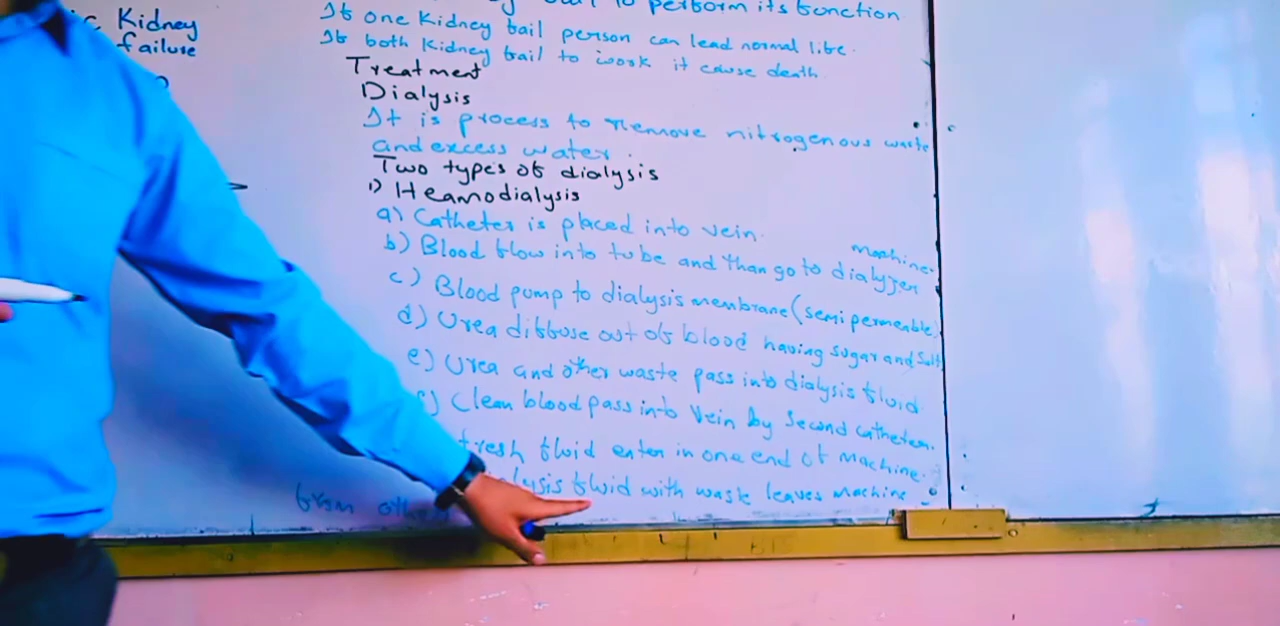 Kidney
failure
to perform its function
If one Kidney fail person can lead normal life.
If both Kidney fail to work it cause death.
Treatment
Dialysis
It is process to remove nitrogenous waste
and excess water.
Two types of dialysis
1) Heamodialysis
a) Catheter is placed into vein.
b) Blood flow into tube and than go to dialyzer machine.
c) Blood pump to dialysis membrane (semi permeable)
d) Urea diffuse out of blood having sugar and salt
e) Urea and other waste pass into dialysis fluid.
f) Clean blood pass into vein by second catheter.
fresh fluid enter in one end of machine.
fluid with waste leaves machine
from